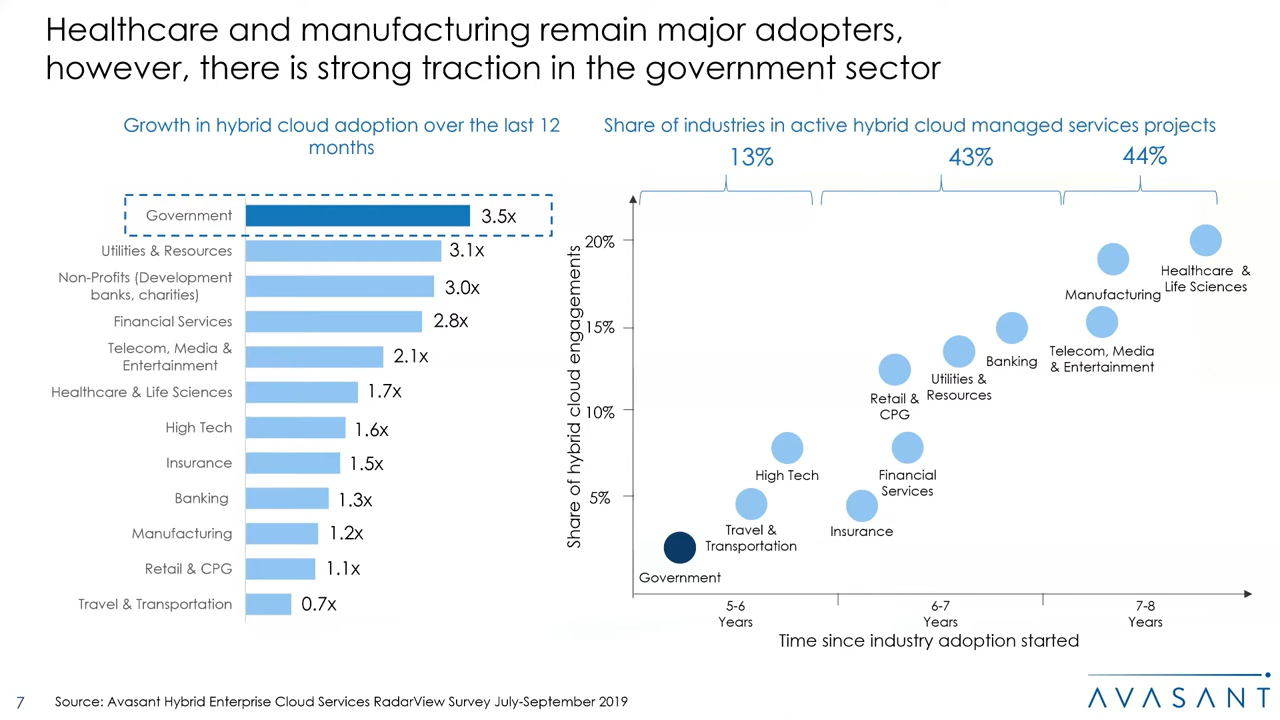 Healthcare and manufacturing remain major adopters,
however, there is strong traction in the government sector
Growth in hybrid cloud adoption over the last 12
months
Government
3.5x
Utilities & Resources
3.1x
Non-Profits (Development
banks, charities)
3.0x
Financial Services
2.8x
Telecom, Media &
Entertainment
2.1x
Healthcare & Life Sciences
1.7x
High Tech
1.6x
Insurance
1.5x
Banking
1.3x
Manufacturing
1.2x
Retail & CPG
1.1x
Travel & Transportation
0.7x
Share of industries in active hybrid cloud managed services projects
13%
43%
44%
Share of hybrid cloud engagements
20%
15%
10%
5%
Healthcare &
Life Sciences
Manufacturing
Telecom, Media
& Entertainment
Banking
Utilities &
Resources
Retail &
CPG
Financial
Services
High Tech
Insurance
Travel &
Transportation
Government
5-6
Years
6-7
Years
7-8
Years
Time since industry adoption started
7
Source: Avasant Hybrid Enterprise Cloud Services RadarView Survey July-September 2019
AVASANT